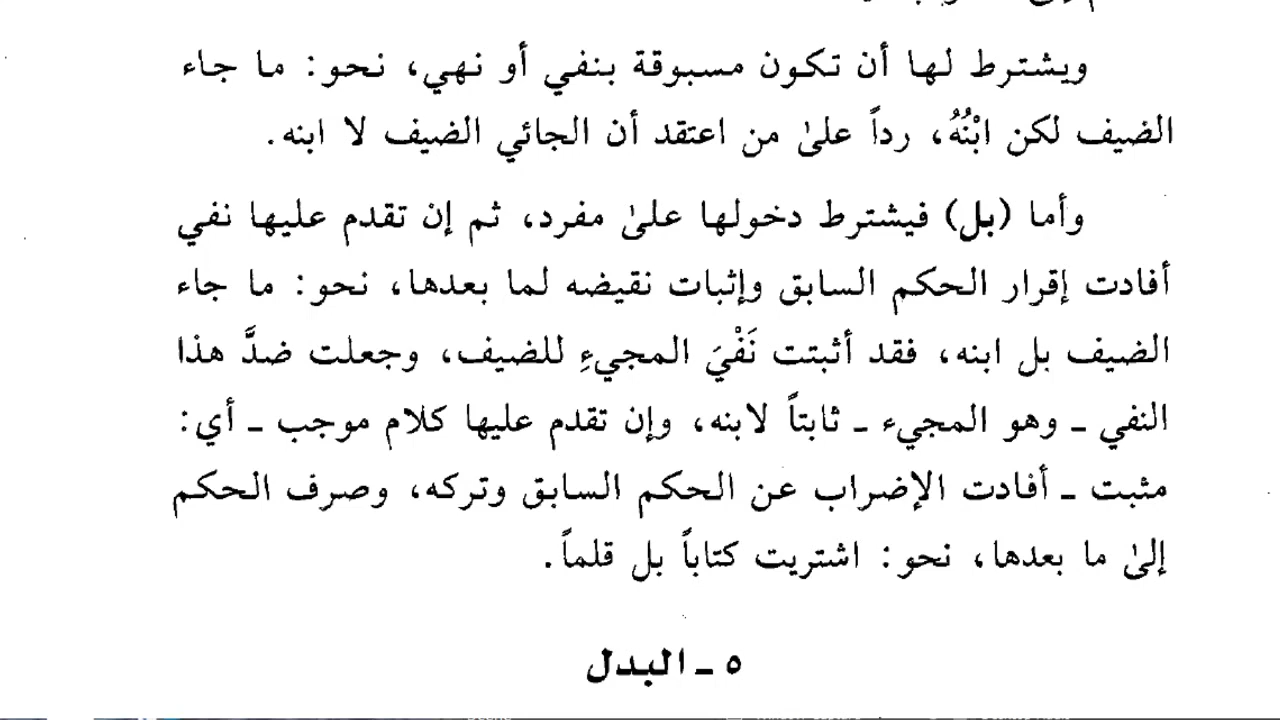 ويشترط لها أن تكون مسبوقة بنفي أو نهي، نحو: ما جاء
الضيف لكن ابْنُهُ، رداً علىٰ من اعتقد أن الجائي الضيف لا ابنه.
وأما (بل) فيشترط دخولها علىٰ مفرد، ثم إن تقدم عليها نفي
أفادت إقرار الحكم السابق وإثبات نقيضه لما بعدها، نحو: ما جاء
الضيف بل ابنه، فقد أثبتت نَفْيَ المجيءِ للضيف، وجعلت ضدَّ هذا
النفي ـ وهو المجيء ـ ثابتاً لابنه، وإن تقدم عليها كلام موجب ـ أي:
مثبت ـ أفادت الإضراب عن الحكم السابق وتركه، وصرف الحكم
إلىٰ ما بعدها، نحو: اشتريت كتاباً بل قلماً.
٥ ـ البدل